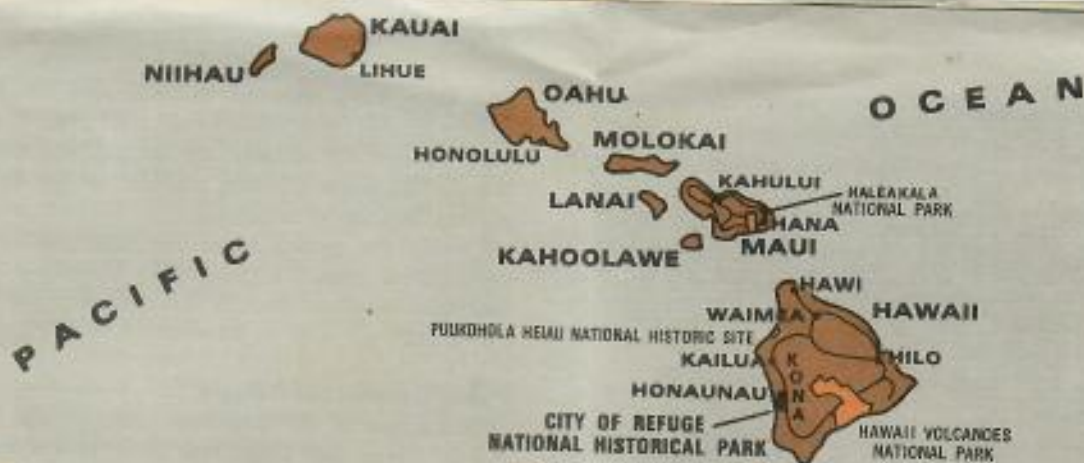 KAUAI
NIIHAU
LIHUE
OAHU
OCEAN
HONOLULU
MOLOKAI
KAHULUI
HALEAKALA
NATIONAL PARK
LANAI
HANA
MAUI
KAHOOLAWE
PACIFIC
HAWI
WAIMEA
HAWAII
PUUKOHOLA HEIAU NATIONAL HISTORIC SITE
KAILUA
KONA
HILO
HONAUNAU
CITY OF REFUGE
NATIONAL HISTORICAL PARK
HAWAII VOLCANOES
NATIONAL PARK